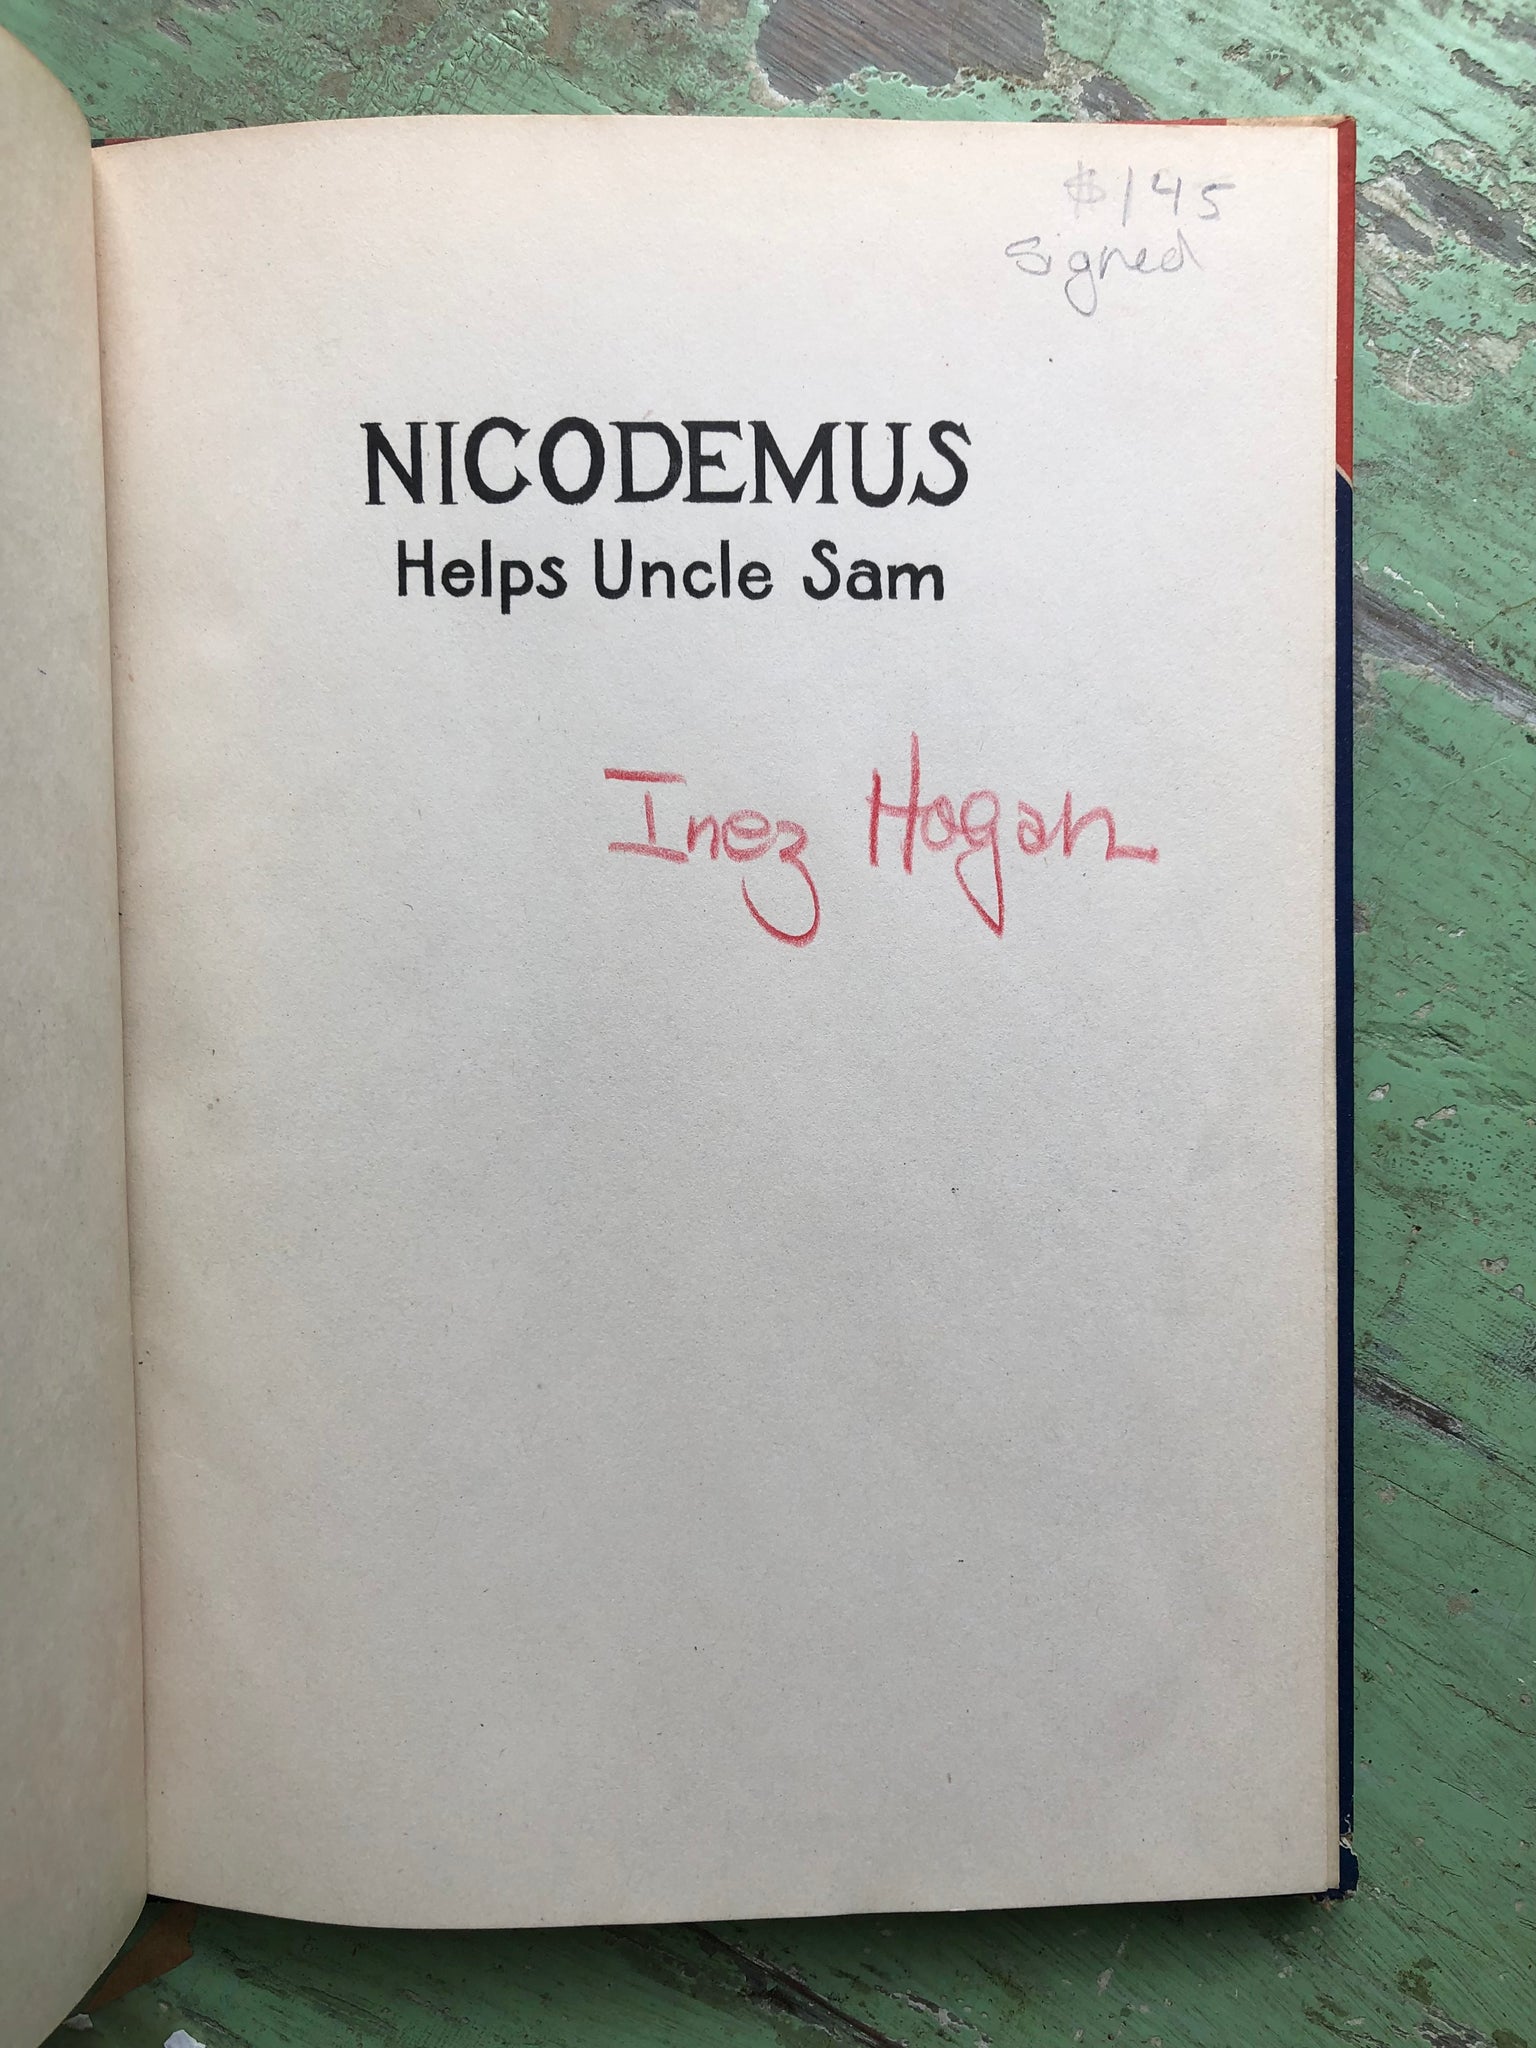 $145
signed
NICODEMUS
Helps Uncle Sam
Inez Hogan